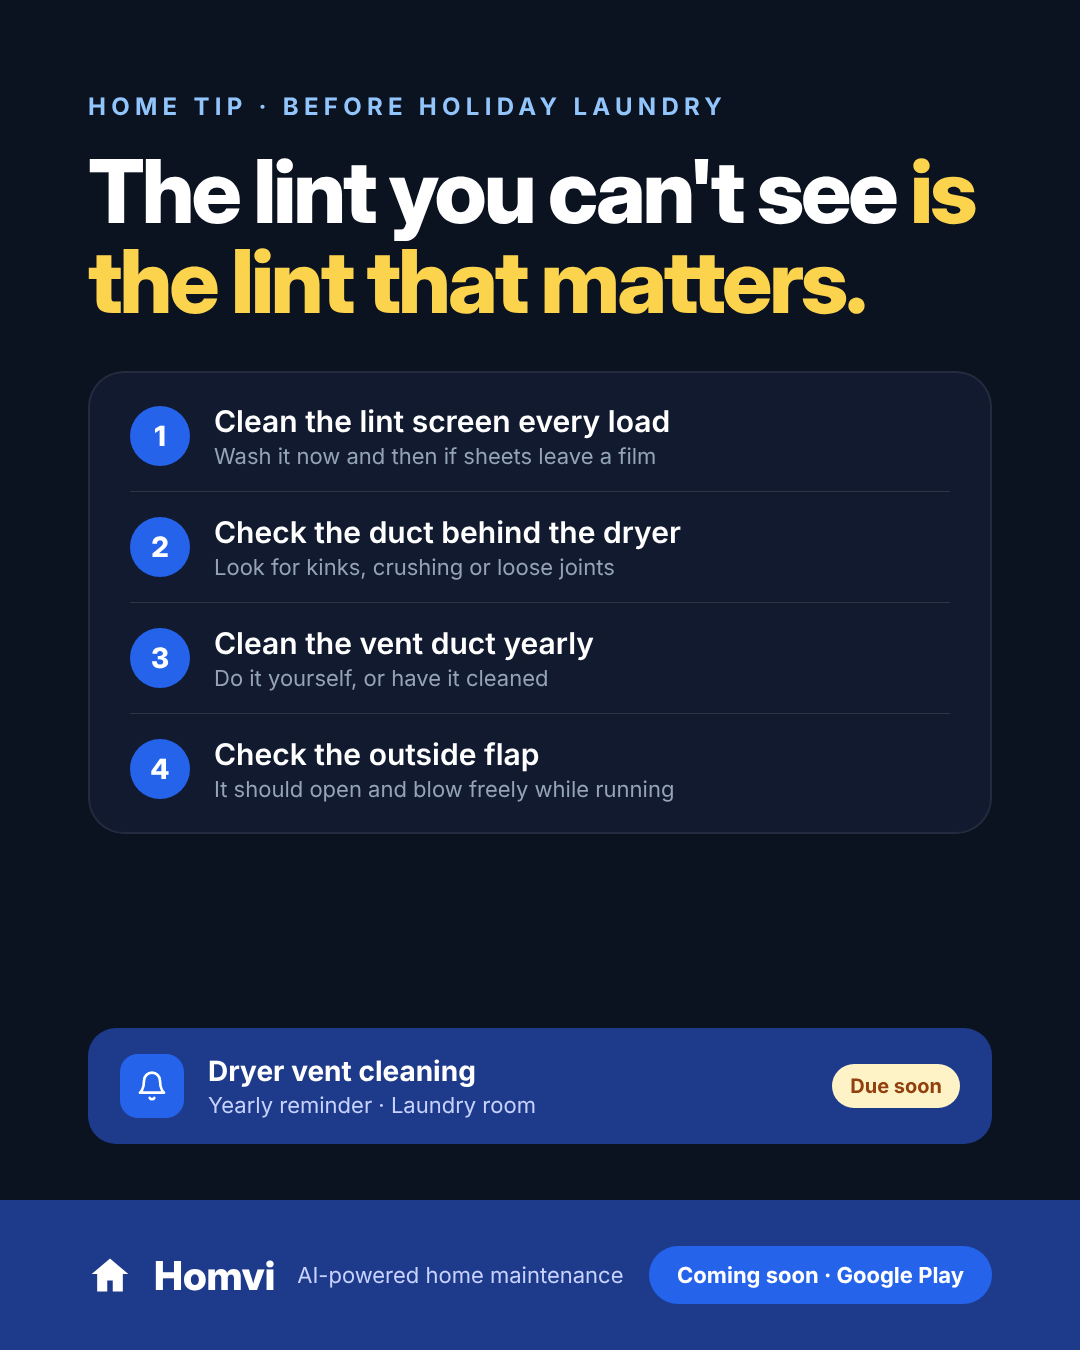 HOME TIP · BEFORE HOLIDAY LAUNDRY
The lint you can't see is
the lint that matters.
1
Clean the lint screen every load
Wash it now and then if sheets leave a film
2
Check the duct behind the dryer
Look for kinks, crushing or loose joints
3
Clean the vent duct yearly
Do it yourself, or have it cleaned
4
Check the outside flap
It should open and blow freely while running
Dryer vent cleaning
Yearly reminder · Laundry room
Due soon
Homvi
AI-powered home maintenance
Coming soon · Google Play